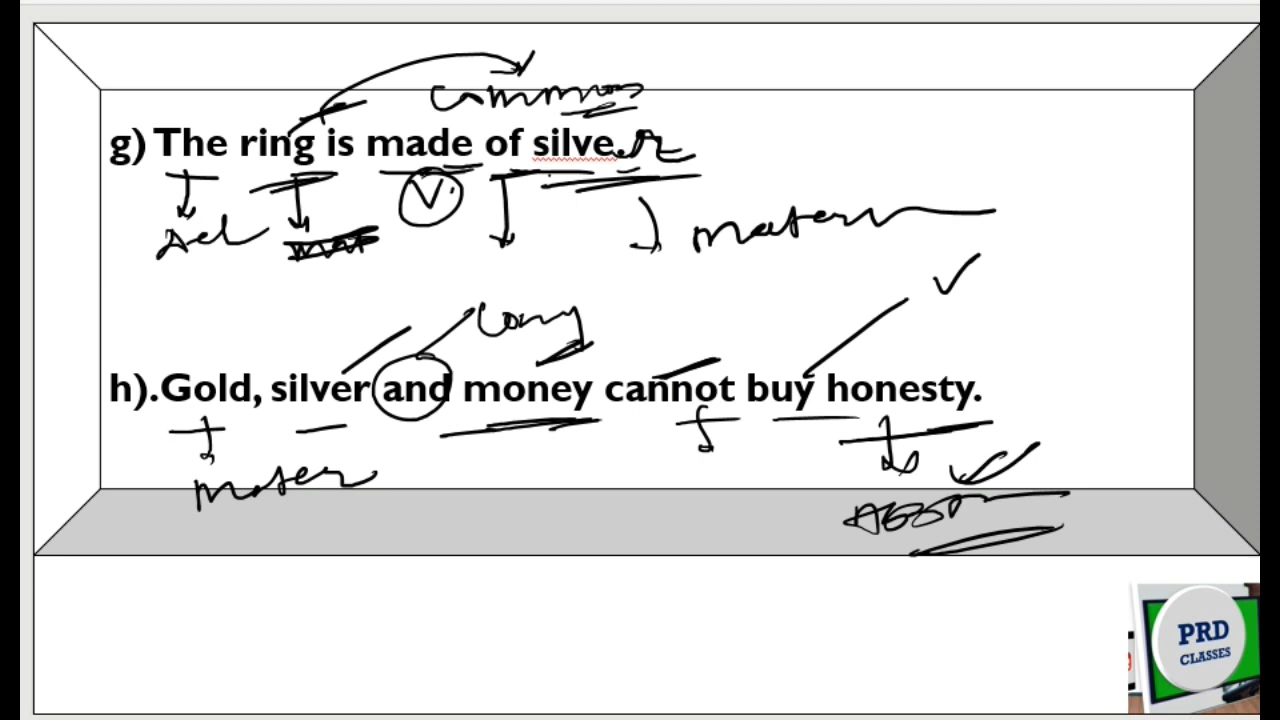 common
g) The ring is made of silve.r
V.
Adj
mater
Conj
h).Gold, silver and money cannot buy honesty.
mater
PRD
CLASSES